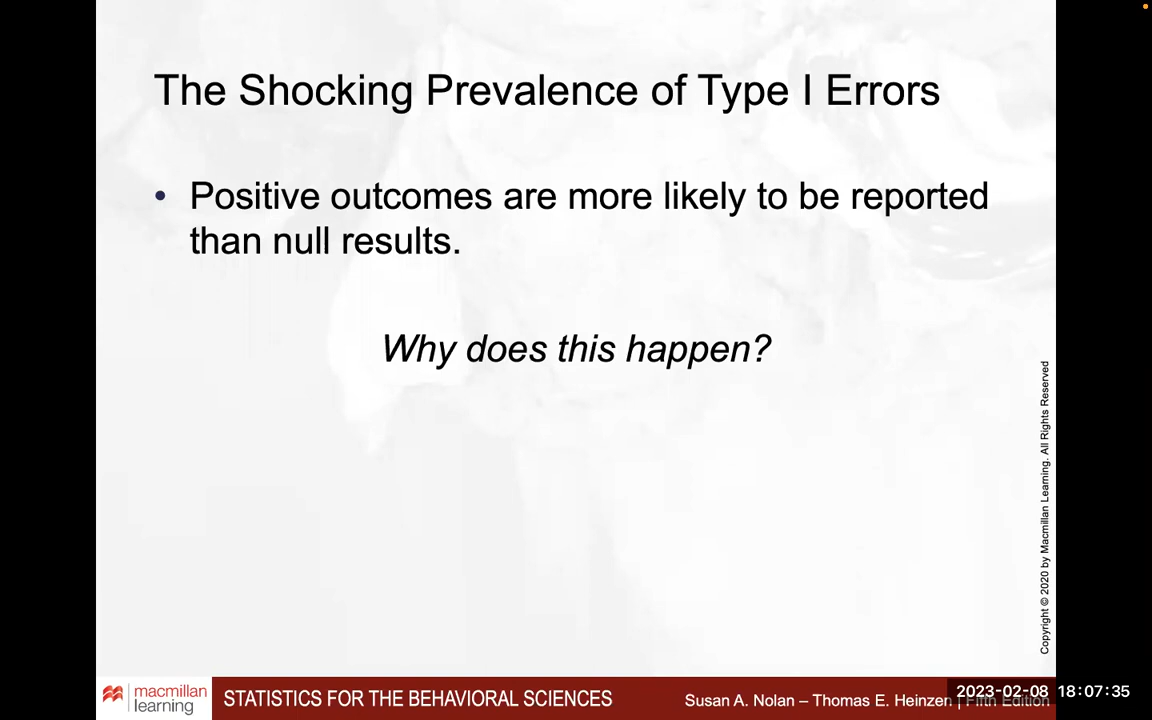 The Shocking Prevalence of Type I Errors
• Positive outcomes are more likely to be reported
than null results.
Why does this happen?
Copyright © 2020 by Macmillan Learning. All Rights Reserved
macmillan
learning
STATISTICS FOR THE BEHAVIORAL SCIENCES
Susan A. Nolan – Thomas E. Heinzen | Fifth Edition
2023-02-08 18:07:35